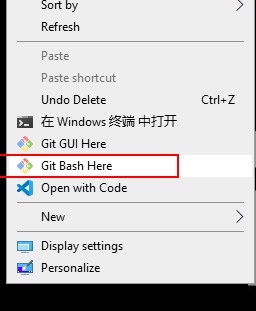 Sort by
Refresh
Paste
Paste shortcut
Undo Delete Ctrl+Z
在 Windows 终端 中打开
Git GUI Here
Git Bash Here
Open with Code
New
Display settings
Personalize